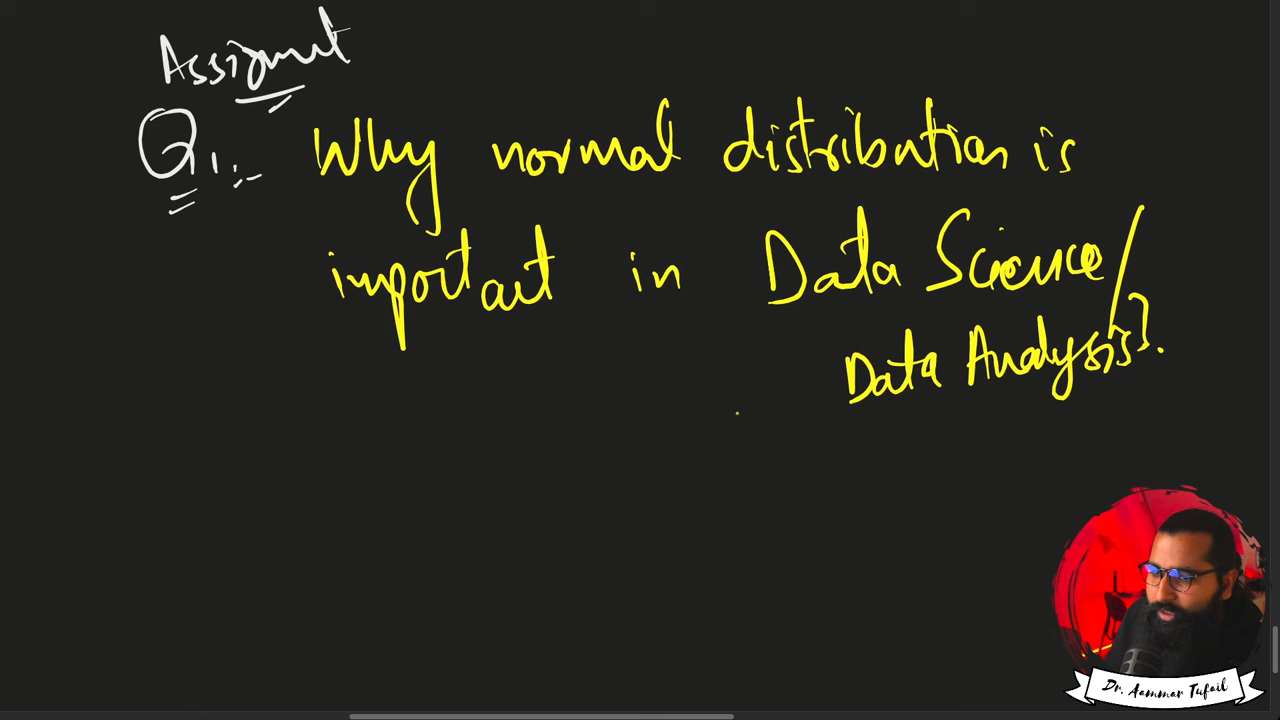 Assignment
Q1:- Why normal distribution is
important in Data Science/
Data Analysis?
Dr. Aammar Tufail